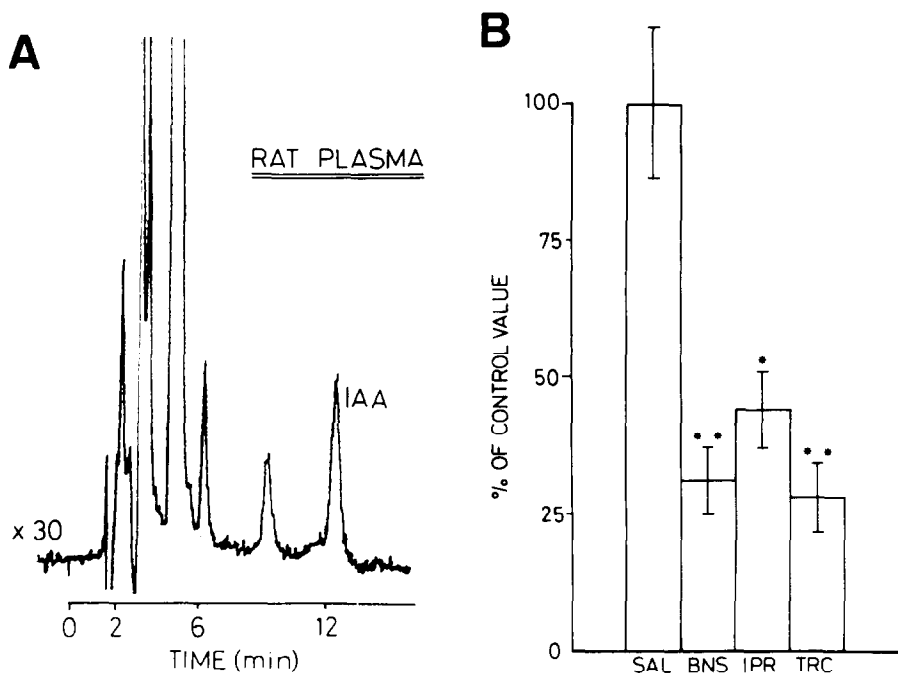 A
RAT PLASMA
IAA
x 30
0 2 6 12
TIME (min)
B
% OF CONTROL VALUE
100
75
50
25
0
* *
*
* *
SAL BNS IPR TRC